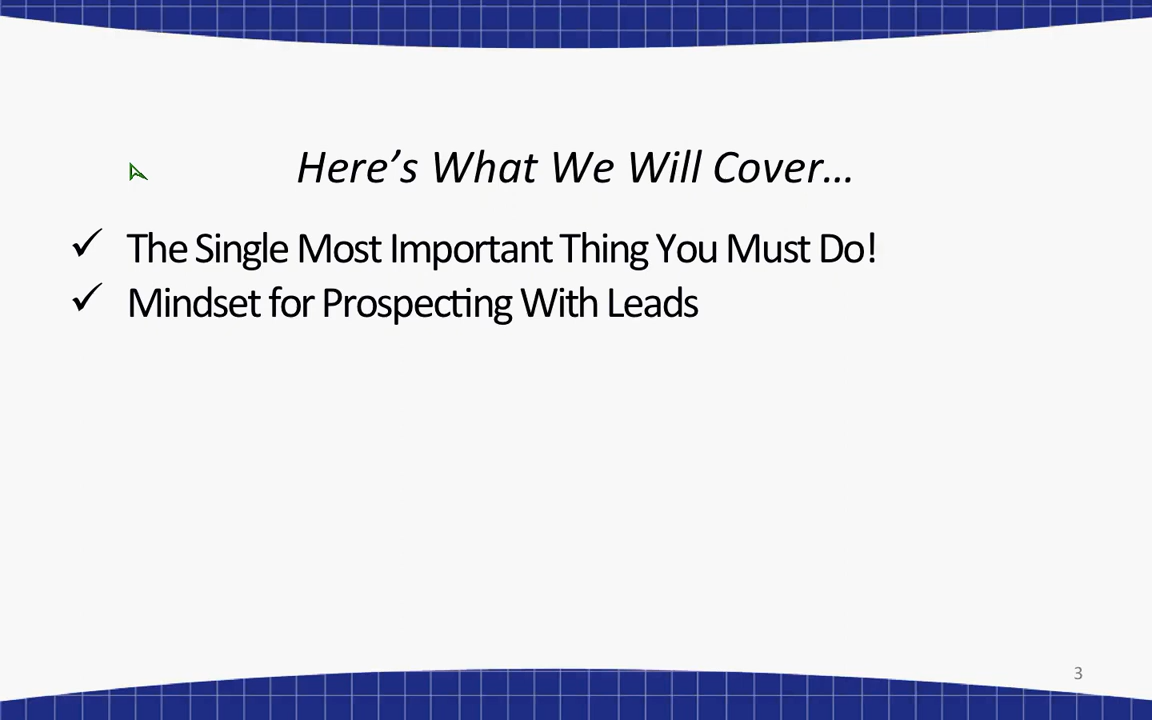 Here’s What We Will Cover…
✓ The Single Most Important Thing You Must Do!
✓ Mindset for Prospecting With Leads
3